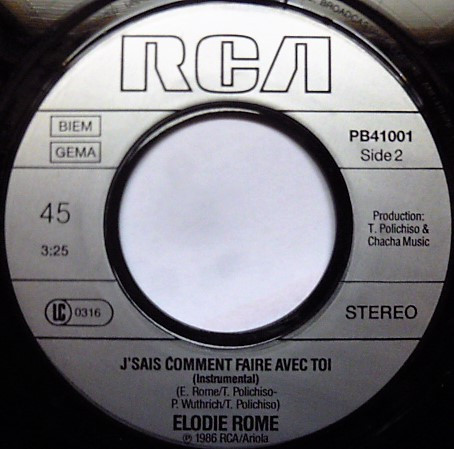 BROADCAST
RCA
BIEM
GEMA
PB41001
Side 2
45
3:25
Production:
T. Polichiso &
Chacha Music
LC 0316
STEREO
J'SAIS COMMENT FAIRE AVEC TOI
(Instrumental)
(E. Rome/T. Polichiso-
P. Wuthrich/T. Polichiso)
ELODIE ROME
℗ 1986 RCA/Ariola